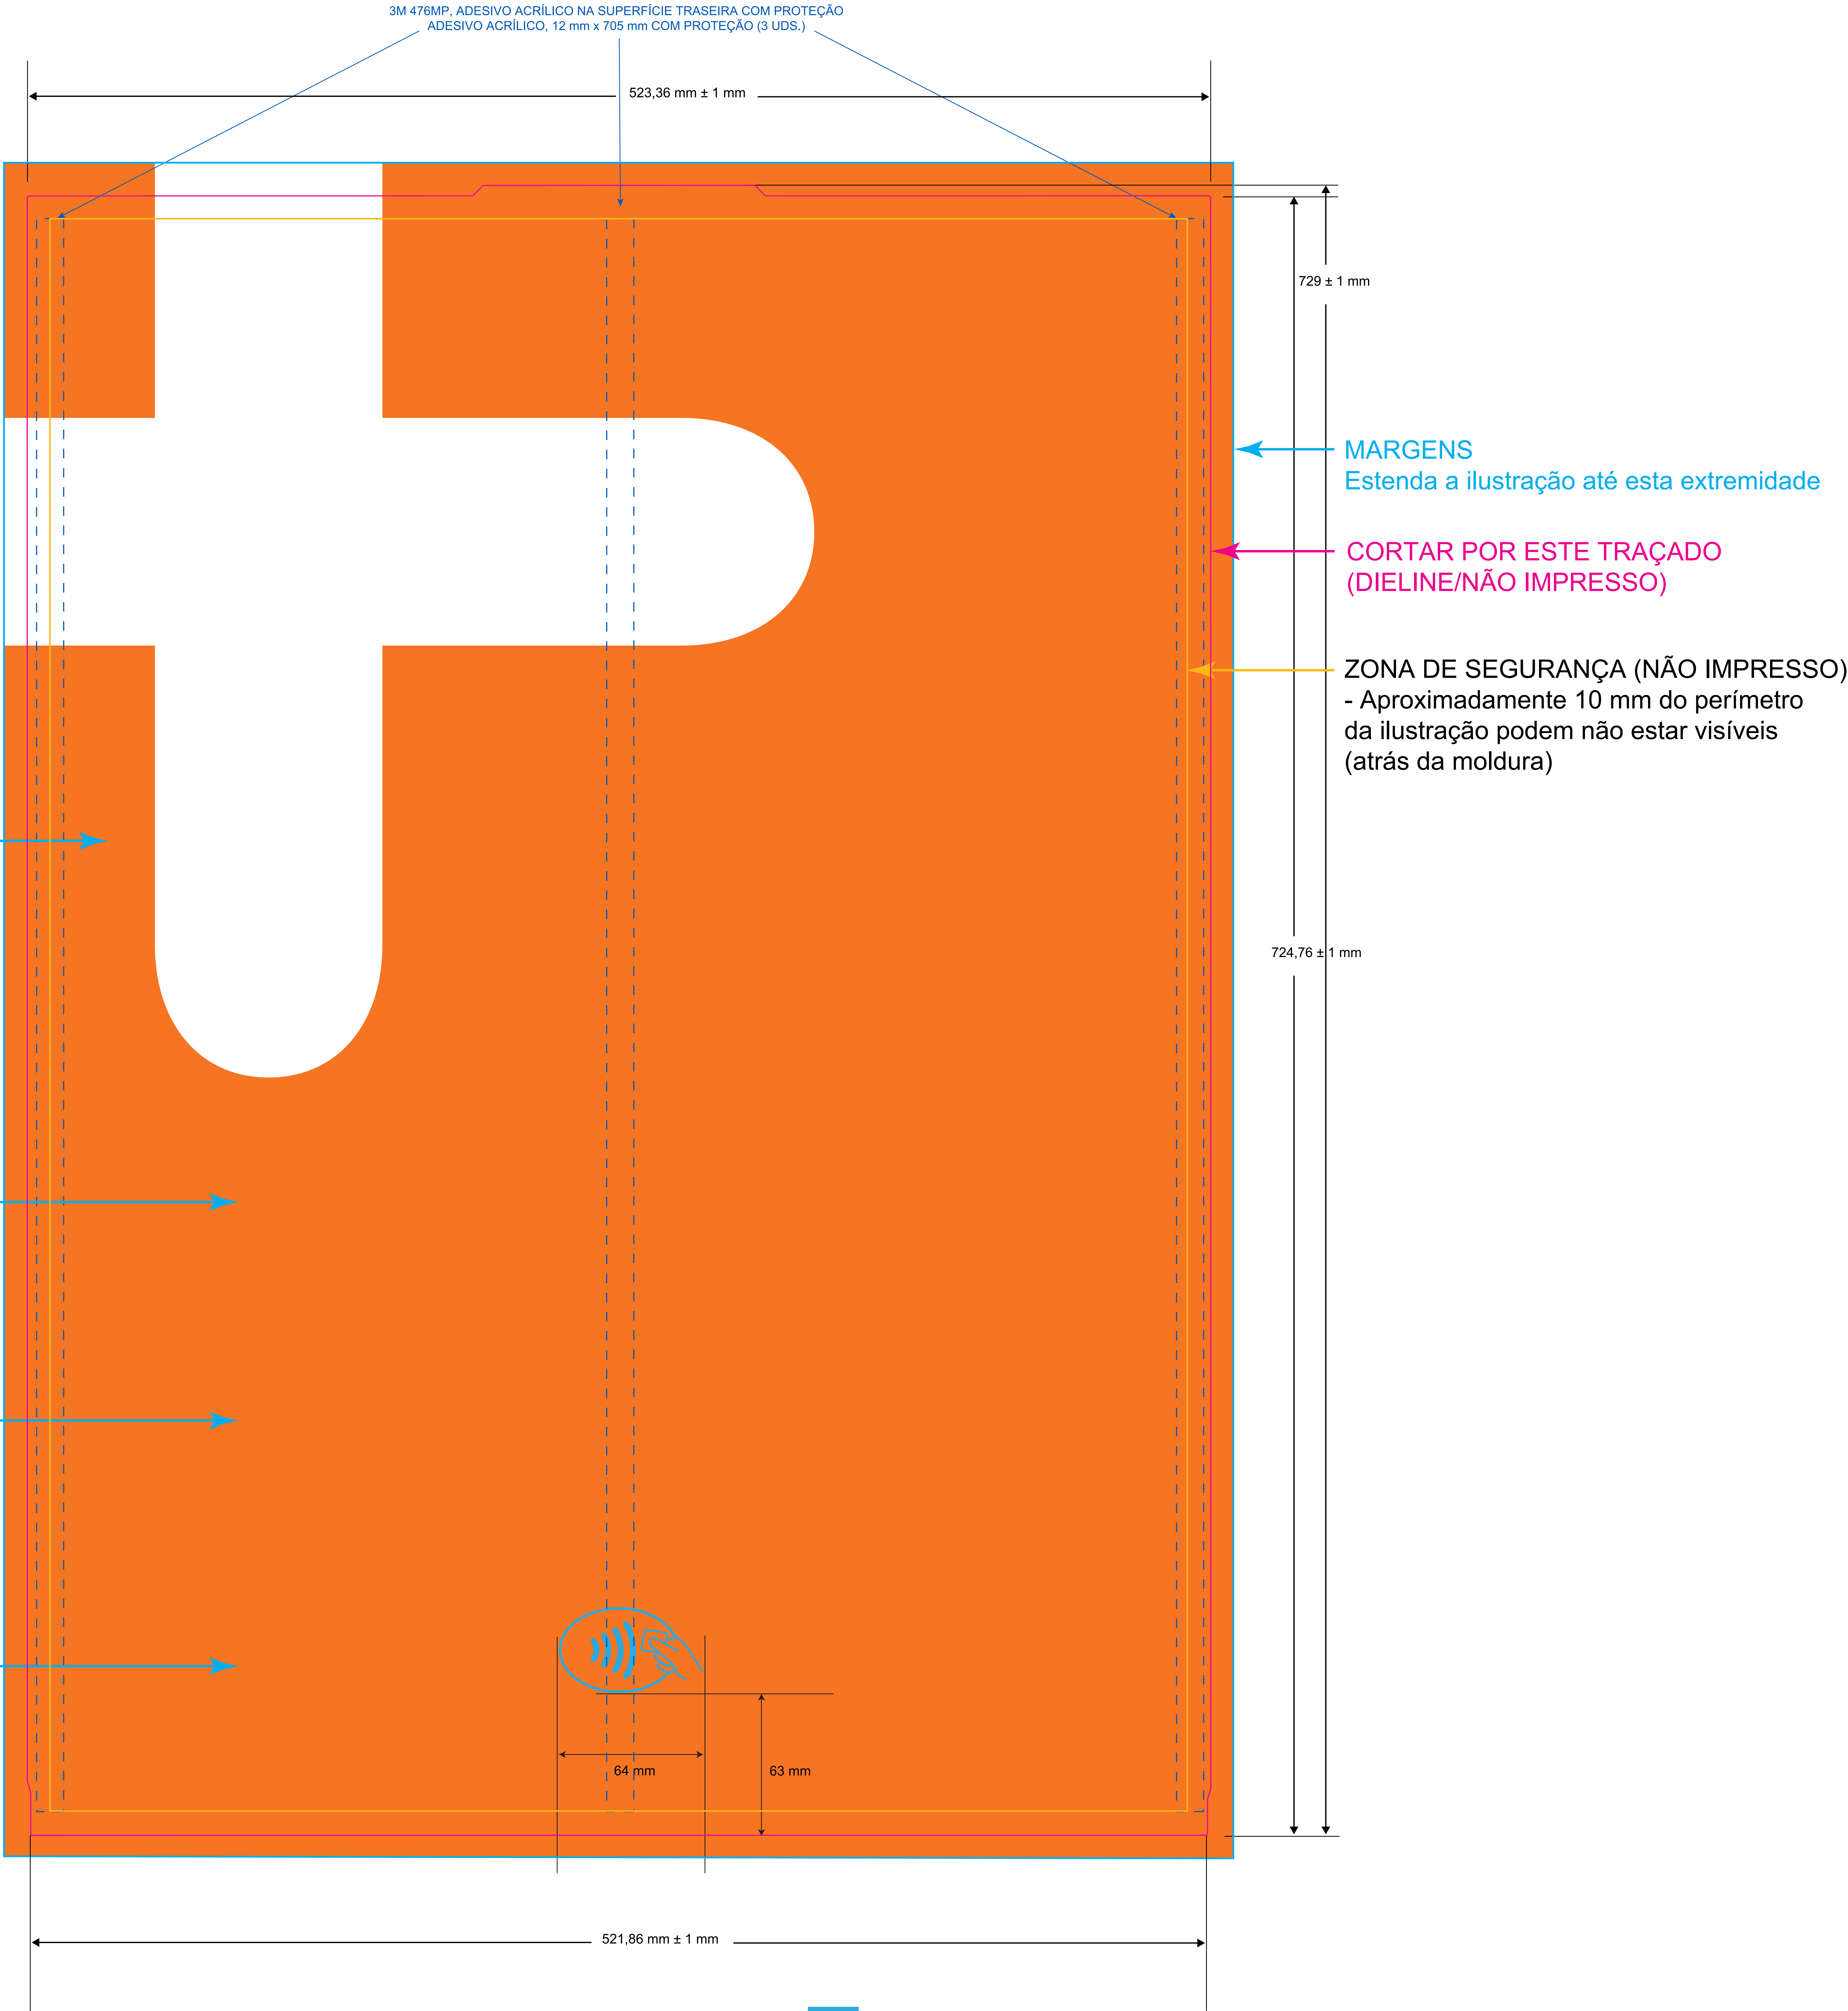 3M 476MP, ADESIVO ACRÍLICO NA SUPERFÍCIE TRASEIRA COM PROTEÇÃO
ADESIVO ACRÍLICO, 12 mm x 705 mm COM PROTEÇÃO (3 UDS.)
523,36 mm ± 1 mm
729 ± 1 mm
MARGENS
Estenda a ilustração até esta extremidade
CORTAR POR ESTE TRAÇADO
(DIELINE/NÃO IMPRESSO)
ZONA DE SEGURANÇA (NÃO IMPRESSO)
- Aproximadamente 10 mm do perímetro
da ilustração podem não estar visíveis
(atrás da moldura)
724,76 ± 1 mm
64 mm
63 mm
521,86 mm ± 1 mm